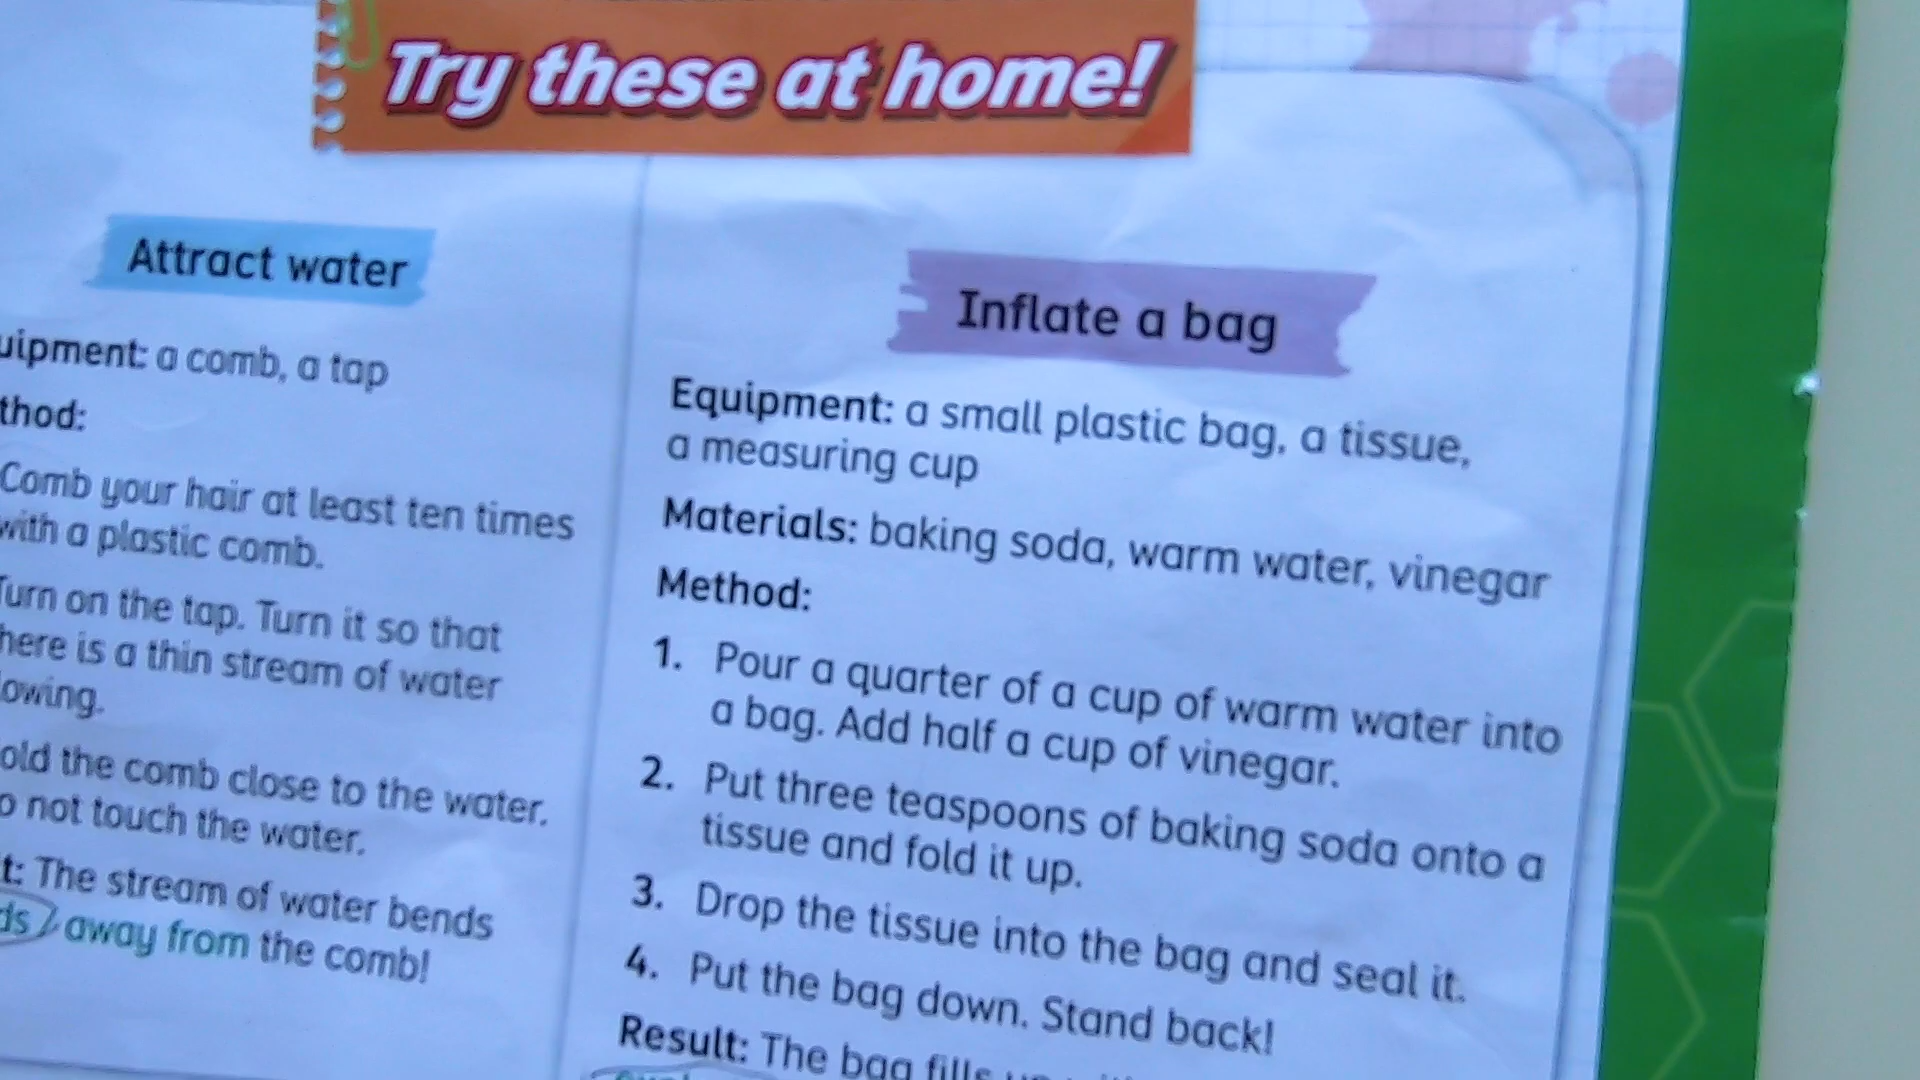 Try these at home!
Attract water
uipment: a comb, a tap
thod:
Comb your hair at least ten times
with a plastic comb.
Turn on the tap. Turn it so that
here is a thin stream of water
lowing.
old the comb close to the water.
o not touch the water.
t: The stream of water bends
ds / away from the comb!
Inflate a bag
Equipment: a small plastic bag, a tissue,
a measuring cup
Materials: baking soda, warm water, vinegar
Method:
1. Pour a quarter of a cup of warm water into
a bag. Add half a cup of vinegar.
2. Put three teaspoons of baking soda onto a
tissue and fold it up.
3. Drop the tissue into the bag and seal it.
4. Put the bag down. Stand back!
Result: The bag fills